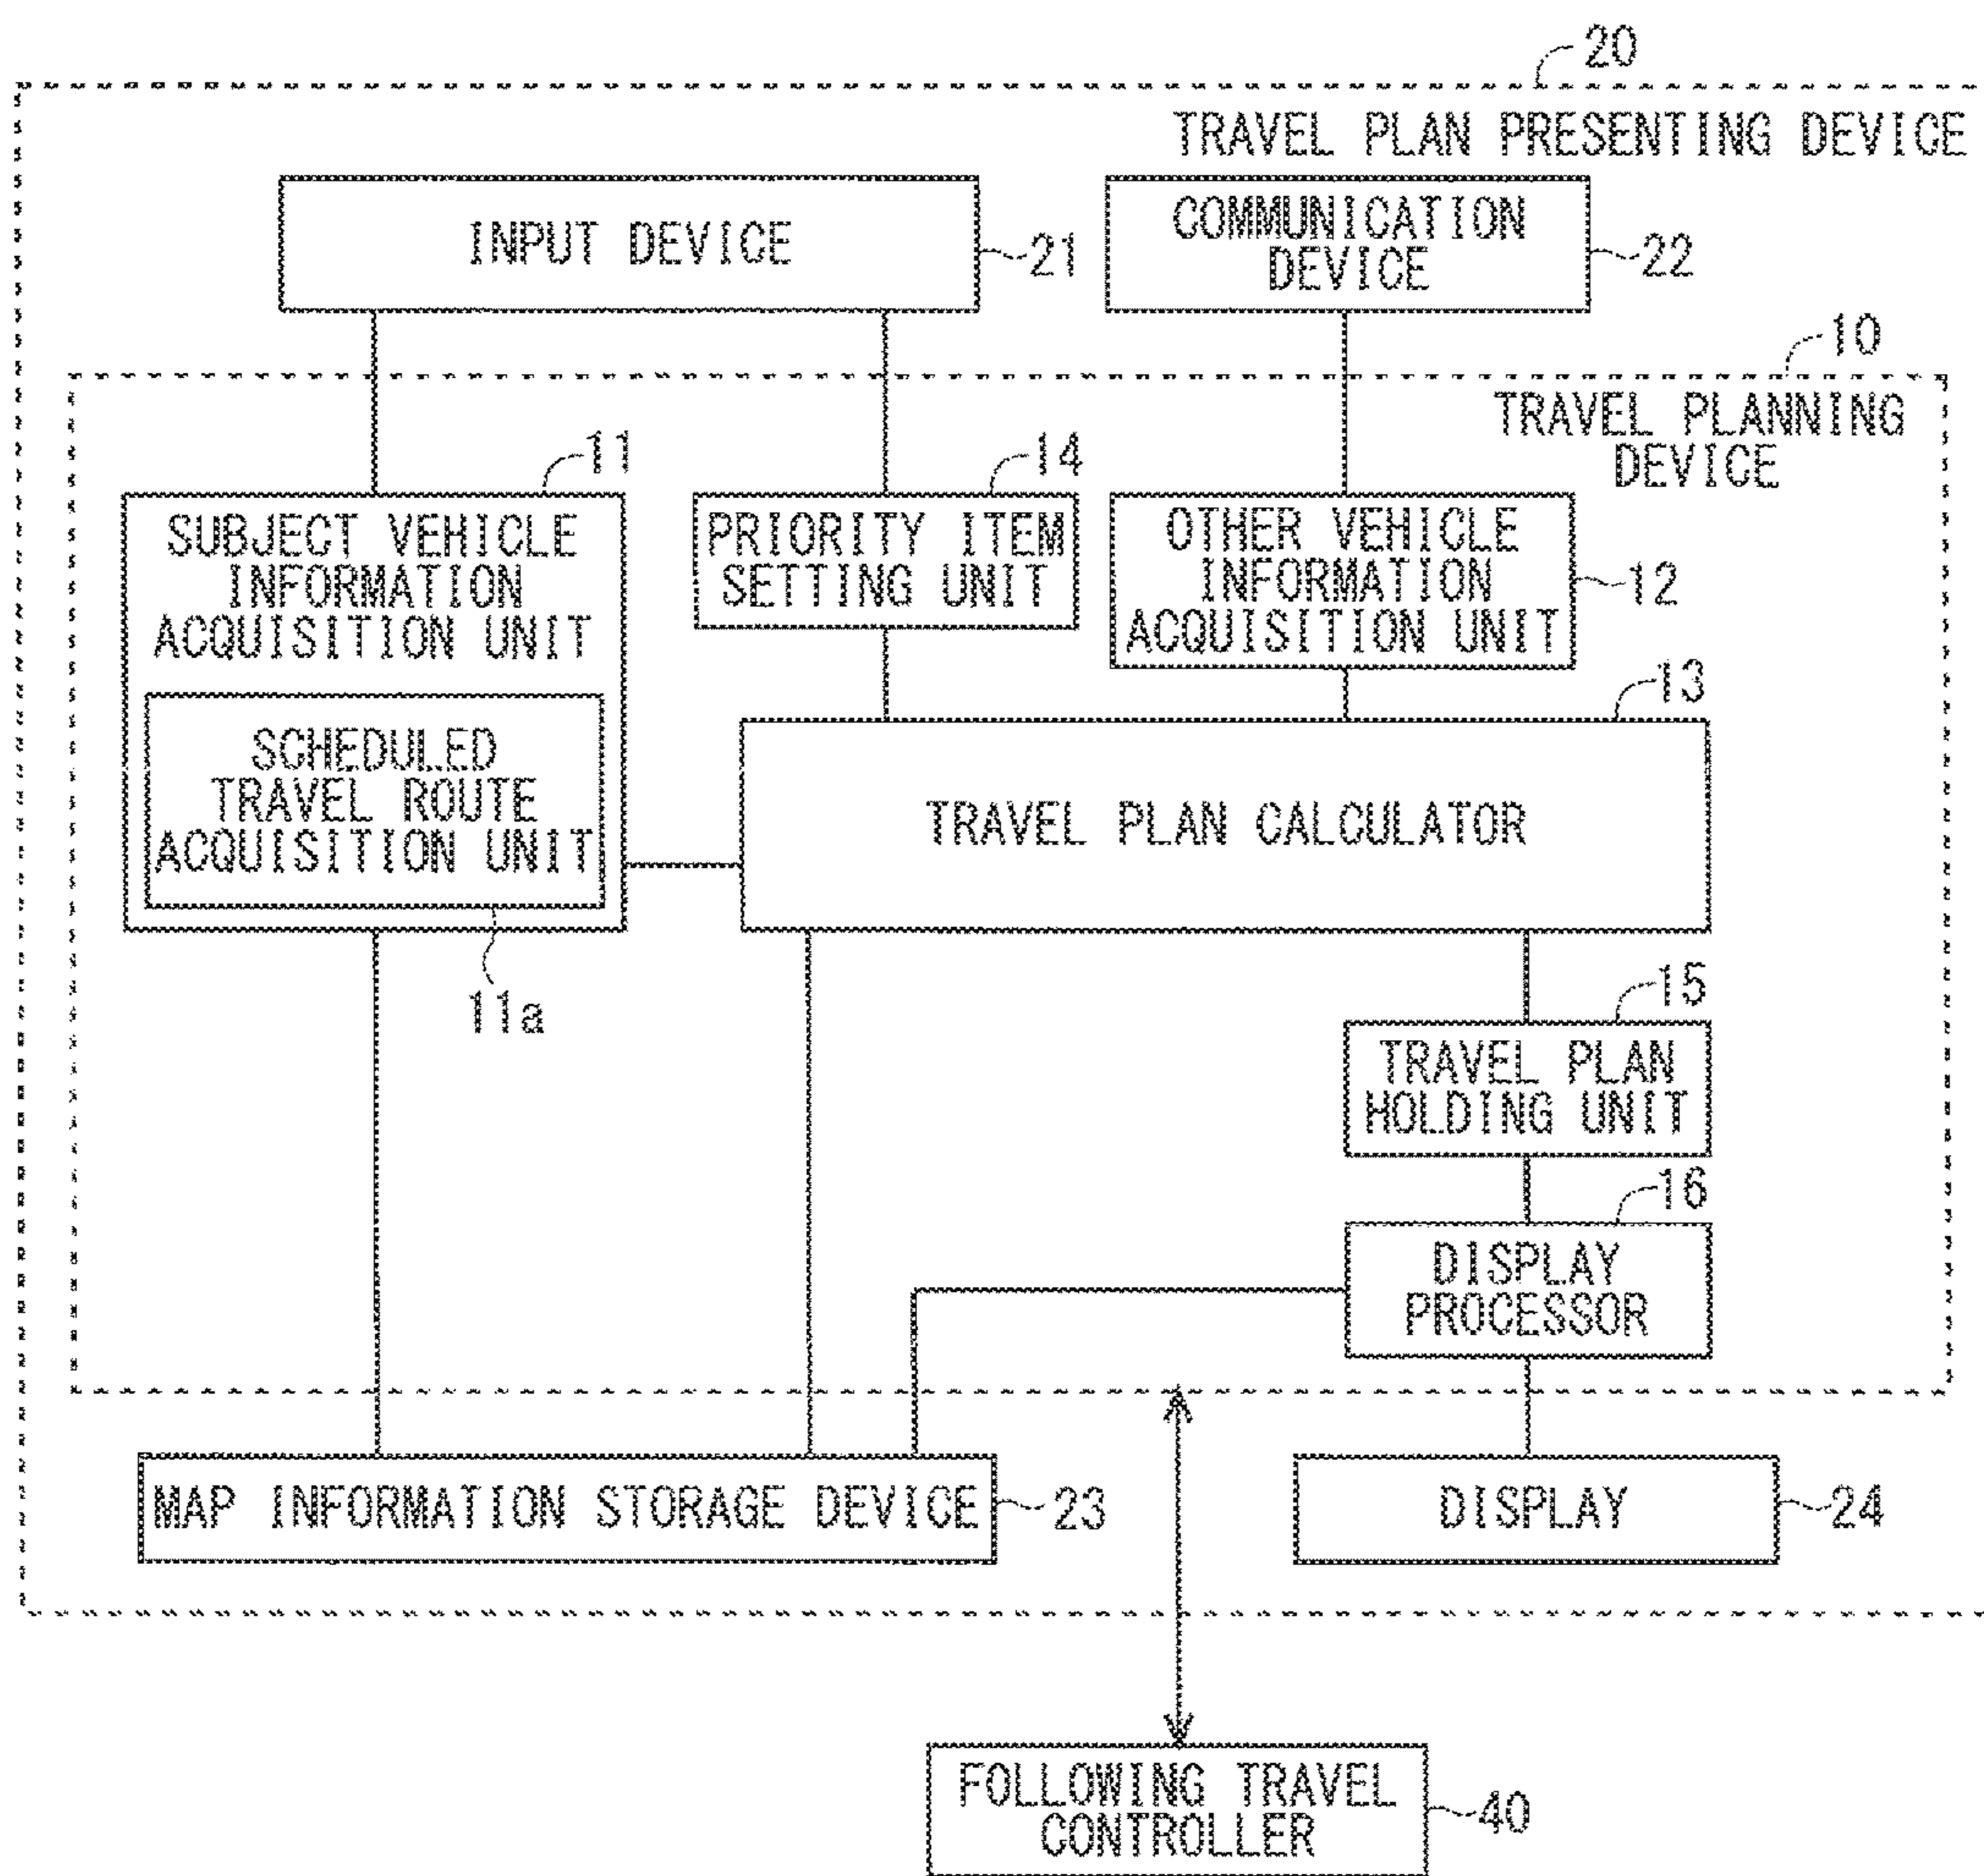 20
TRAVEL PLAN PRESENTING DEVICE
INPUT DEVICE
21
COMMUNICATION
DEVICE
22
10
TRAVEL PLANNING
DEVICE
11
SUBJECT VEHICLE
INFORMATION
ACQUISITION UNIT
14
PRIORITY ITEM
SETTING UNIT
OTHER VEHICLE
INFORMATION
ACQUISITION UNIT
12
SCHEDULED
TRAVEL ROUTE
ACQUISITION UNIT
11a
13
TRAVEL PLAN CALCULATOR
15
TRAVEL PLAN
HOLDING UNIT
16
DISPLAY
PROCESSOR
MAP INFORMATION STORAGE DEVICE
23
DISPLAY
24
FOLLOWING TRAVEL
CONTROLLER
40